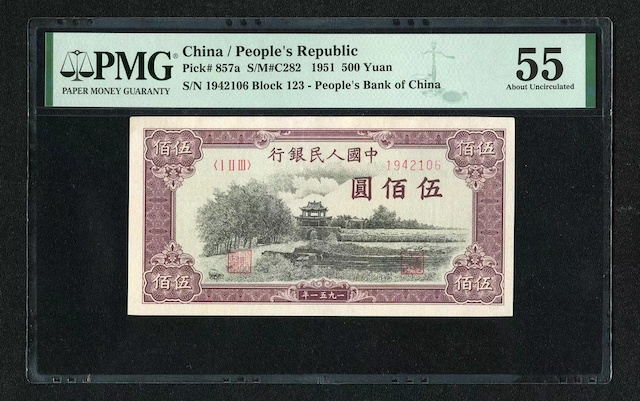 PMG
PAPER MONEY GUARANTY
China / People's Republic
Pick# 857a S/M#C282 1951 500 Yuan
S/N 1942106 Block 123 - People's Bank of China
55
About Uncirculated
佰伍
行銀民人國中
佰伍
〈I II III〉
1942106
圓佰伍
佰伍
年一五九一
佰伍